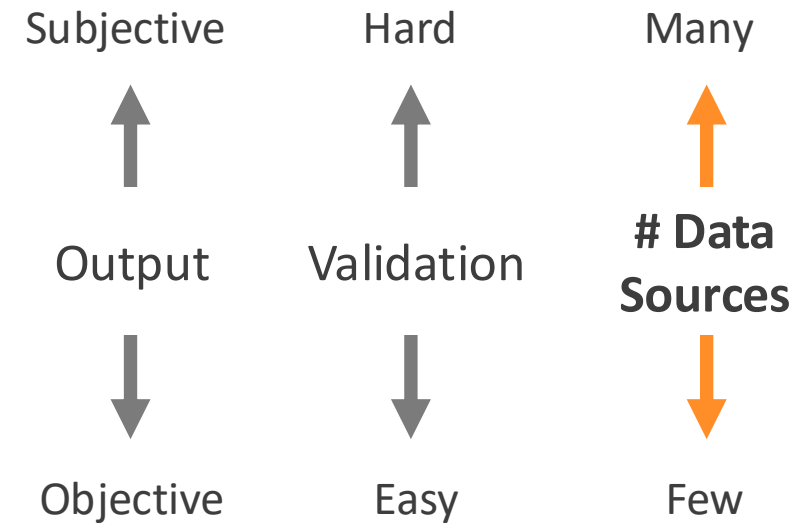 Subjective
Hard
Many
Output
Validation
# Data
Sources
Objective
Easy
Few